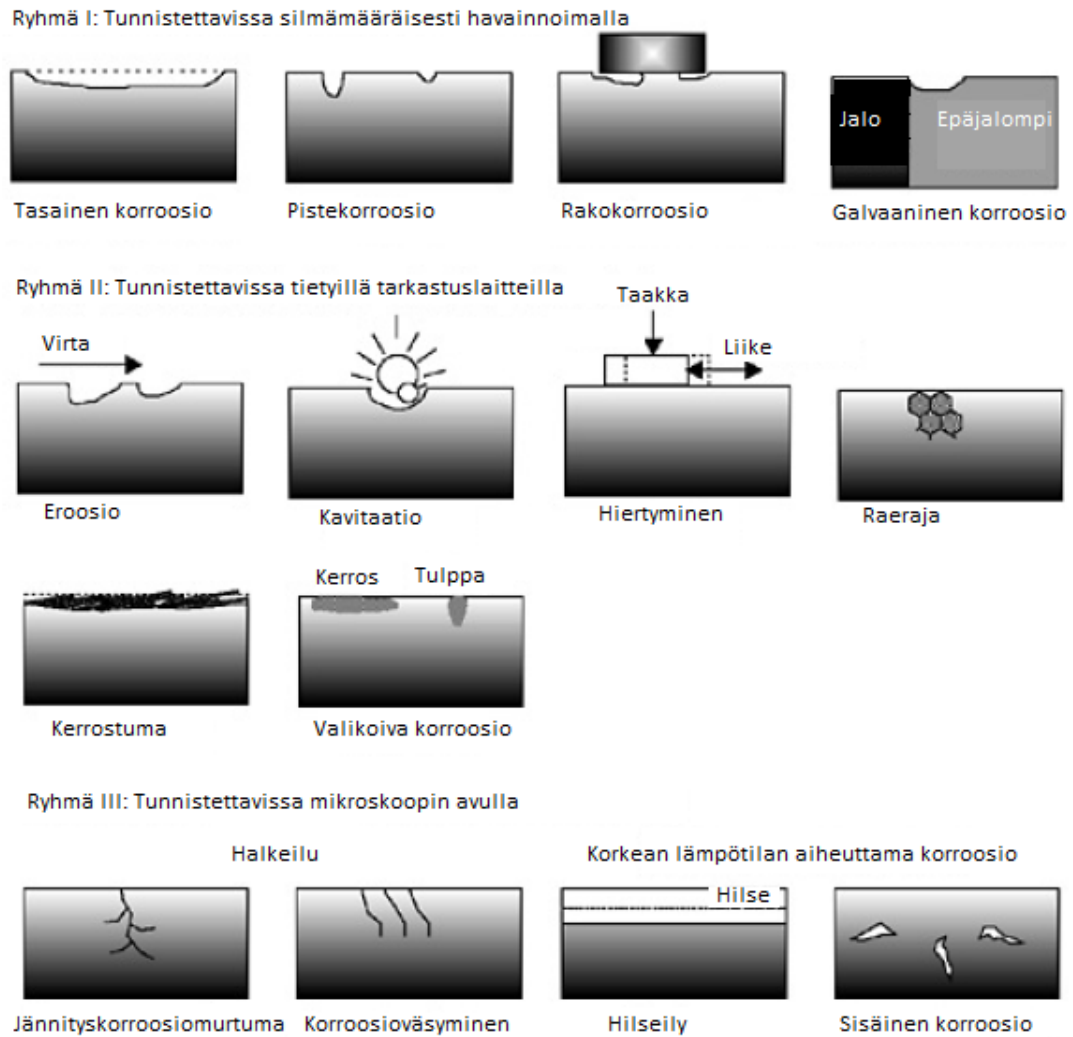 Ryhmä I: Tunnistettavissa silmämääräisesti havainnoimalla
Jalo
Epäjalompi
Tasainen korroosio
Pistekorroosio
Rakokorroosio
Galvaaninen korroosio
Ryhmä II: Tunnistettavissa tietyillä tarkastuslaitteilla
Virta
Taakka
Liike
Eroosio
Kavitaatio
Hiertyminen
Raeraja
Kerros
Tulppa
Kerrostuma
Valikoiva korroosio
Ryhmä III: Tunnistettavissa mikroskoopin avulla
Halkeilu
Korkean lämpötilan aiheuttama korroosio
Hilse
Jännityskorroosiomurtuma
Korroosioväsyminen
Hilseily
Sisäinen korroosio